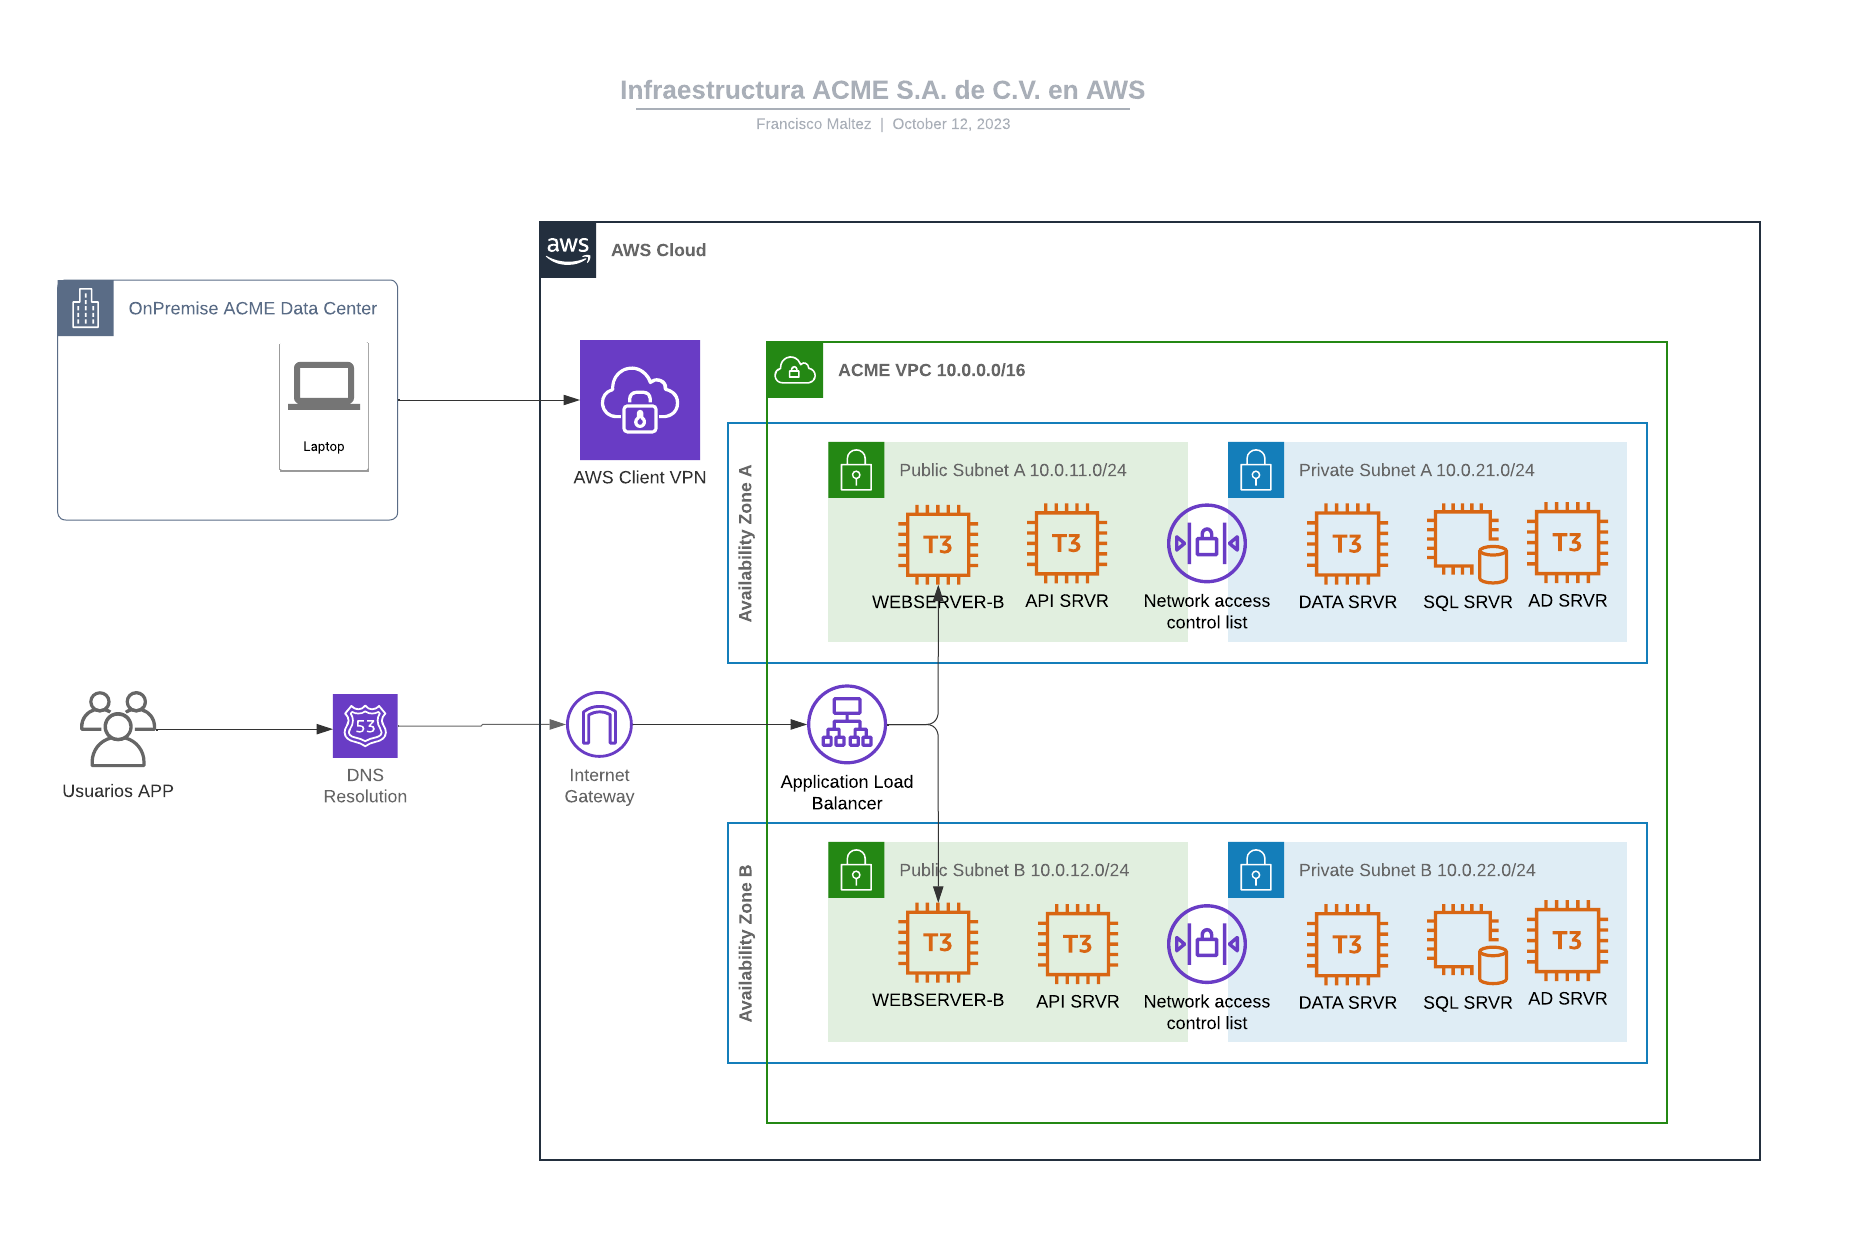 Infraestructura ACME S.A. de C.V. en AWS
Francisco Maltez | October 12, 2023
aws
AWS Cloud
OnPremise ACME Data Center
Laptop
AWS Client VPN
ACME VPC 10.0.0.0/16
Availability Zone A
Public Subnet A 10.0.11.0/24
Private Subnet A 10.0.21.0/24
T3
T3
T3
T3
WEBSERVER-B
API SRVR
Network access
control list
DATA SRVR
SQL SRVR
AD SRVR
Usuarios APP
53
DNS
Resolution
Internet
Gateway
Application Load
Balancer
Availability Zone B
Public Subnet B 10.0.12.0/24
Private Subnet B 10.0.22.0/24
T3
T3
T3
T3
WEBSERVER-B
API SRVR
Network access
control list
DATA SRVR
SQL SRVR
AD SRVR